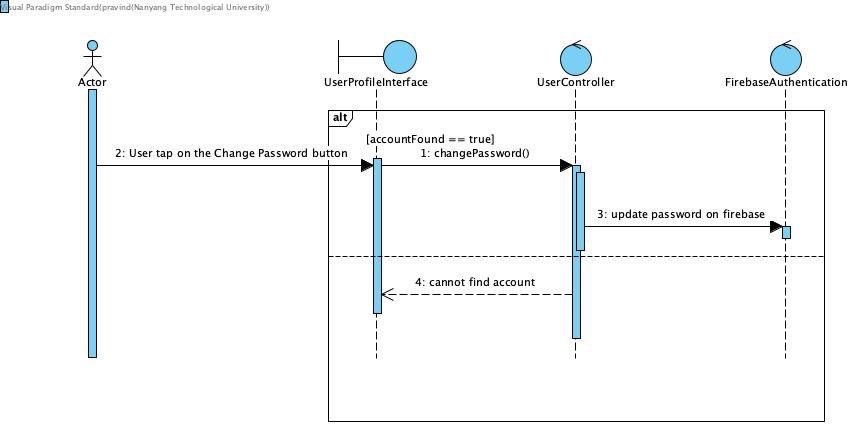 Visual Paradigm Standard(pravind(Nanyang Technological University))
Actor
UserProfileInterface
UserController
FirebaseAuthentication
alt
[accountFound == true]
2: User tap on the Change Password button
1: changePassword()
3: update password on firebase
4: cannot find account